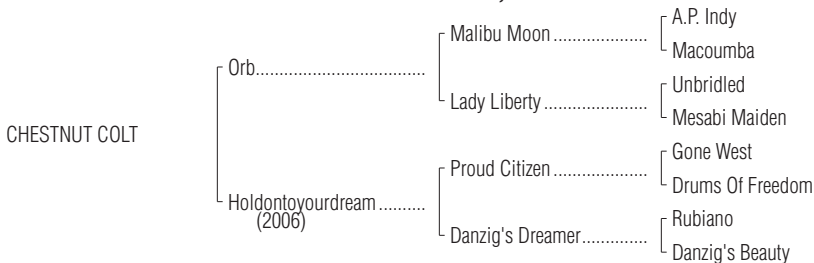 A.P. Indy
Malibu Moon ....................
Macoumba
Orb....................................
Unbridled
Lady Liberty ......................
Mesabi Maiden
CHESTNUT COLT
Gone West
Proud Citizen ....................
Drums Of Freedom
Holdontoyourdream ..........
(2006)
Rubiano
Danzig's Dreamer..............
Danzig's Beauty